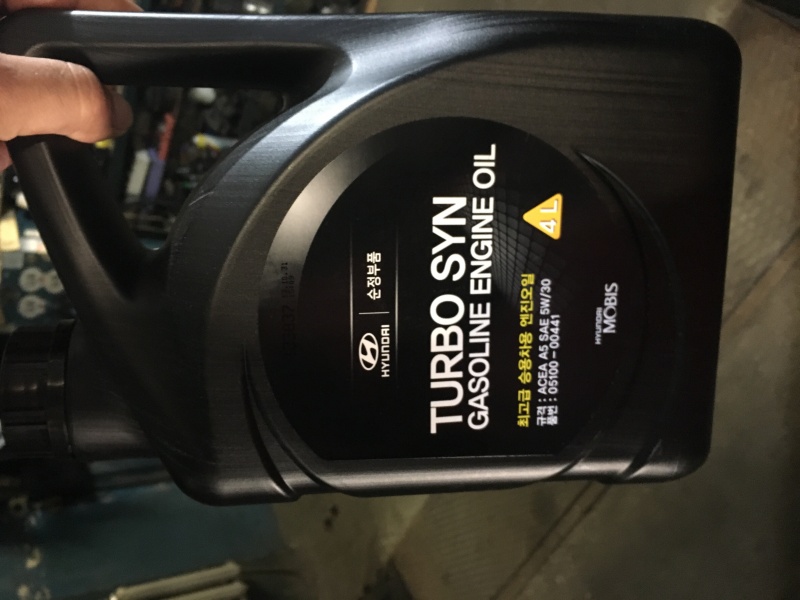 HYUNDAI | 순정부품
TURBO SYN
GASOLINE ENGINE OIL
4 L
최고급 승용차용 엔진오일
규격 : ACEA A5 SAE 5W/30
품번 : 05100-00441
HYUNDAI
MOBIS